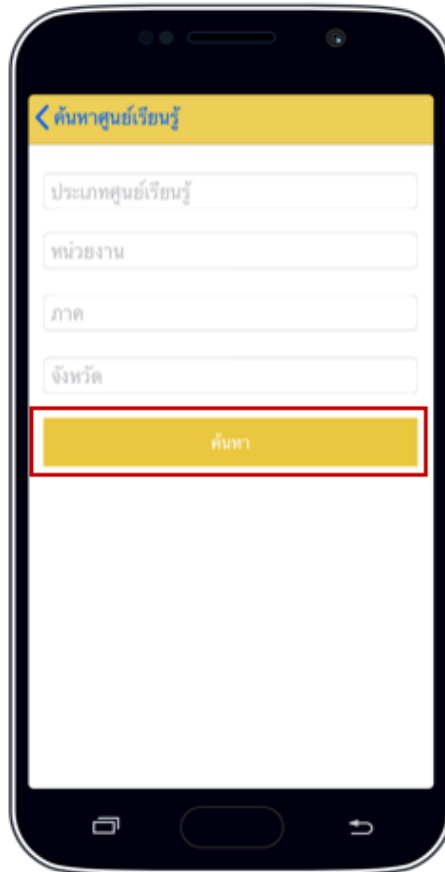 ค้นหาศูนย์เรียนรู้
ประเภทศูนย์เรียนรู้
หน่วยงาน
ภาค
จังหวัด
ค้นหา